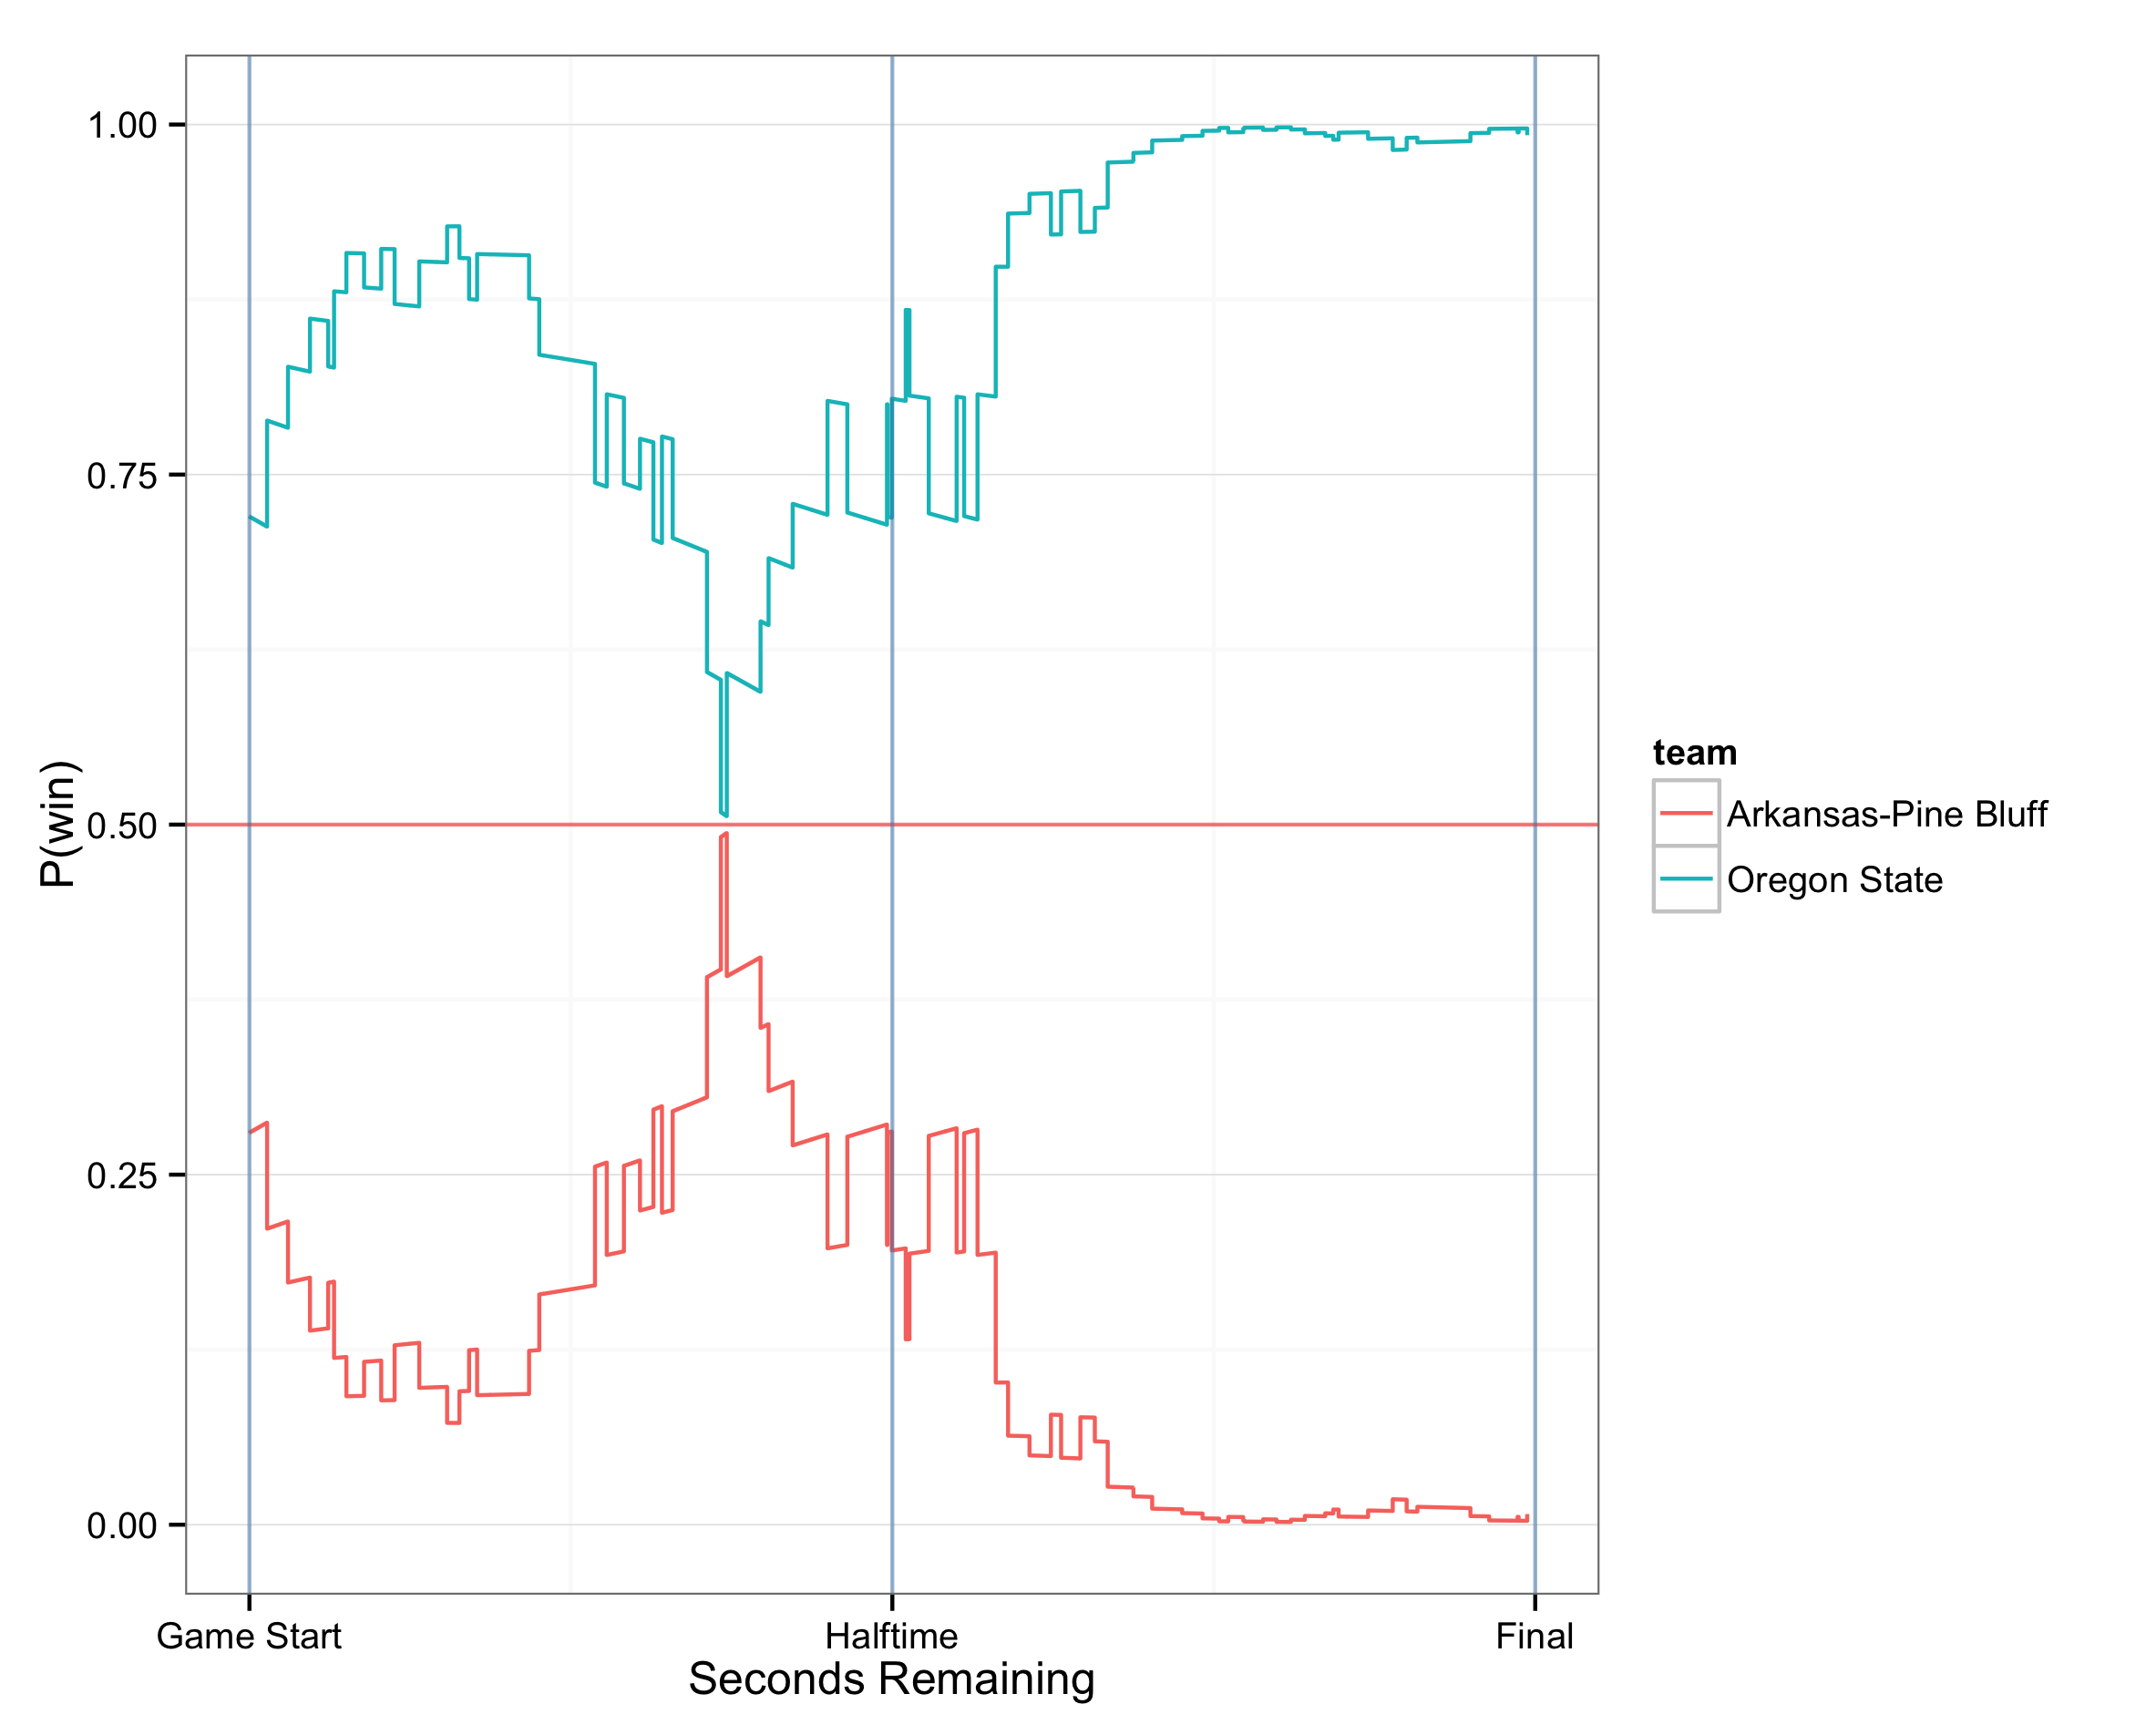 1.00
0.75
0.50
0.25
0.00
P(win)
Game Start
Halftime
Final
Seconds Remaining
team
Arkansas-Pine Bluff
Oregon State